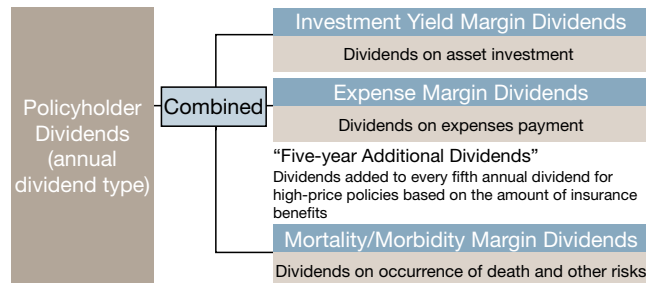 Policyholder
Dividends
(annual
dividend type)
Combined
Investment Yield Margin Dividends
Dividends on asset investment
Expense Margin Dividends
Dividends on expenses payment
“Five-year Additional Dividends”
Dividends added to every fifth annual dividend for
high-price policies based on the amount of insurance
benefits
Mortality/Morbidity Margin Dividends
Dividends on occurrence of death and other risks